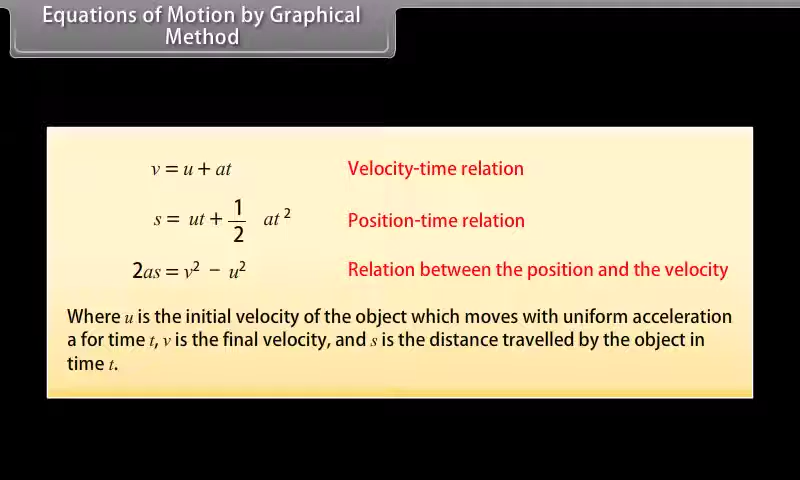 Equations of Motion by Graphical
Method
v = u + at Velocity-time relation
s = ut + 1/2 at² Position-time relation
2as = v² − u² Relation between the position and the velocity
Where u is the initial velocity of the object which moves with uniform acceleration
a for time t, v is the final velocity, and s is the distance travelled by the object in
time t.